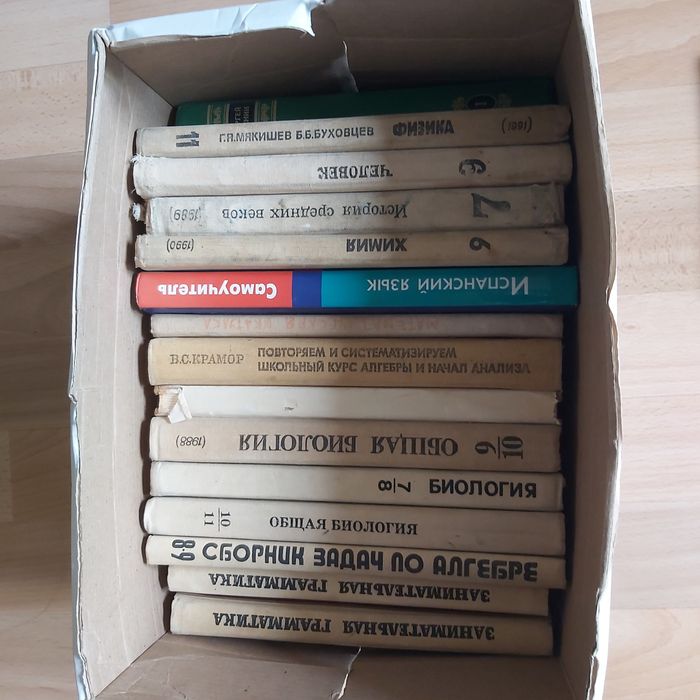 11 Г.Я.МЯКИШЕВ Б.Б.БУХОВЦЕВ ФИЗИКА (1991)
9 ЧЕЛОВЕК
7 История средних веков (1989)
9 ХИМИЯ (1990)
ИСПАНСКИЙ ЯЗЫК САМОУЧИТЕЛЬ
МАТЕМАТИЧЕСКАЯ
В.С.КРАМОР
ПОВТОРЯЕМ И СИСТЕМАТИЗИРУЕМ
ШКОЛЬНЫЙ КУРС АЛГЕБРЫ И НАЧАЛ АНАЛИЗА
9/10 ОБЩАЯ БИОЛОГИЯ (1988)
7/8 БИОЛОГИЯ
10/11 ОБЩАЯ БИОЛОГИЯ
8-9 СБОРНИК ЗАДАЧ ПО АЛГЕБРЕ
ЗАНИМАТЕЛЬНАЯ ГРАММАТИКА
ЗАНИМАТЕЛЬНАЯ ГРАММАТИКА